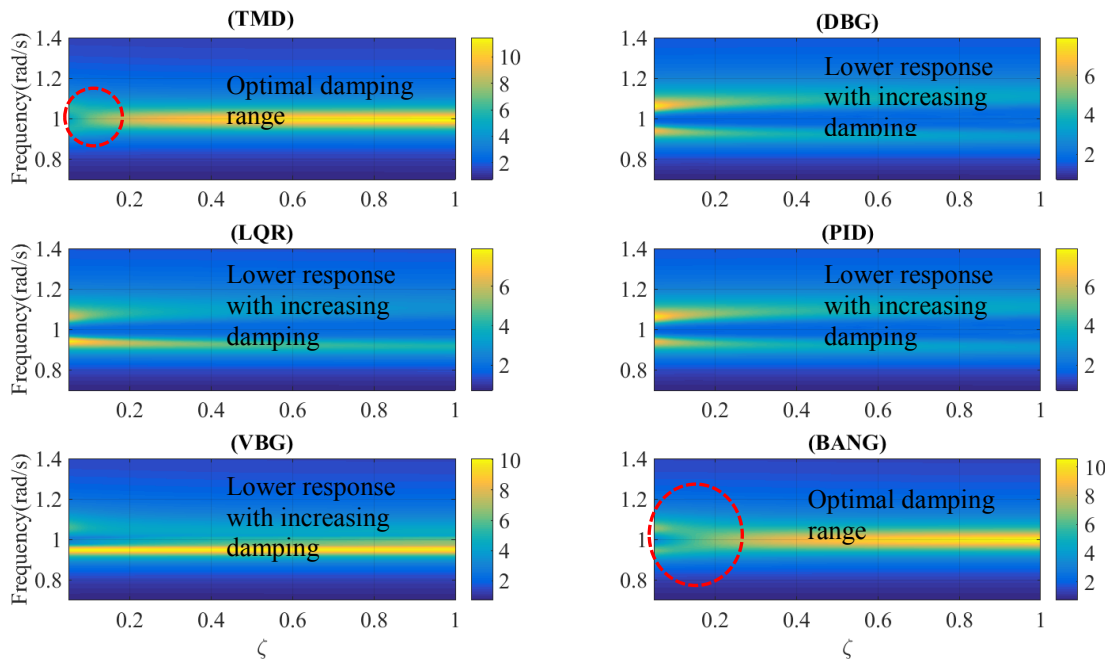 (TMD)
Frequency(rad/s)
1.4
1.2
1
0.8
Optimal damping
range
0.2 0.4 0.6 0.8 1
10
8
6
4
2
(DBG)
1.4
1.2
1
0.8
Lower response
with increasing
damping
0.2 0.4 0.6 0.8 1
6
4
2
(LQR)
Frequency(rad/s)
1.4
1.2
1
0.8
Lower response
with increasing
damping
0.2 0.4 0.6 0.8 1
6
4
2
(PID)
1.4
1.2
1
0.8
Lower response
with increasing
damping
0.2 0.4 0.6 0.8 1
6
4
2
(VBG)
Frequency(rad/s)
1.4
1.2
1
0.8
Lower response
with increasing
damping
0.2 0.4 0.6 0.8 1
ζ
10
8
6
4
2
(BANG)
1.4
1.2
1
0.8
Optimal damping
range
0.2 0.4 0.6 0.8 1
ζ
10
8
6
4
2